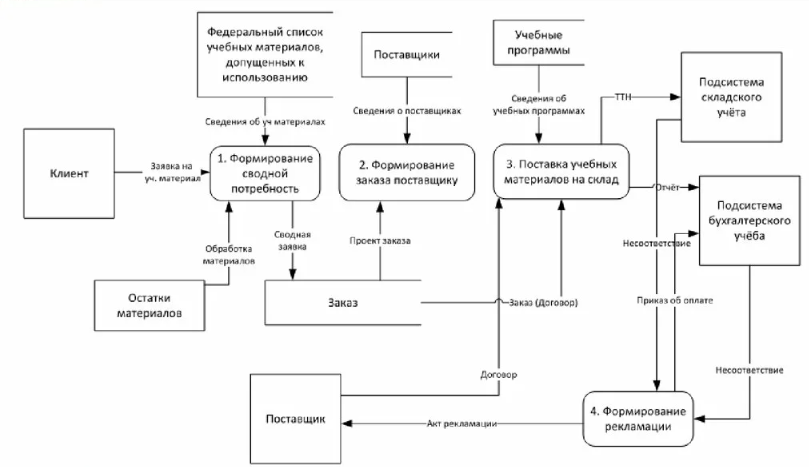 Федеральный список
учебных материалов,
допущенных к
использованию
Поставщики
Учебные
программы
Сведения об уч материалах
Сведения о поставщиках
Сведения об
учебных программах
ТТН
Подсистема
складского
учёта
Клиент
Заявка на
уч. материал
1. Формирование
сводной
потребность
2. Формирование
заказа поставщику
3. Поставка учебных
материалов на склад
Отчёт
Подсистема
бухгалтерского
учёба
Обработка
материалов
Сводная
заявка
Проект заказа
Несоответствие
Остатки
материалов
Заказ
Заказ (Договор)
Приказ об оплате
Договор
Несоответствие
Поставщик
Акт рекламации
4. Формирование
рекламации